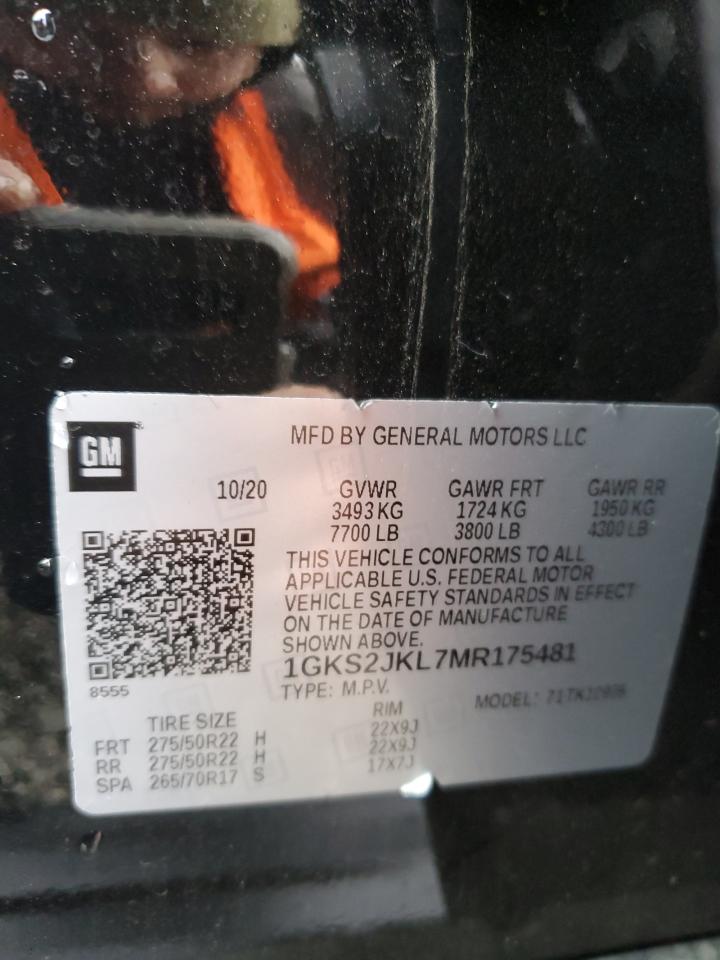 GM
MFD BY GENERAL MOTORS LLC
10/20 GVWR GAWR FRT GAWR RR
3493 KG 1724 KG 1950 KG
7700 LB 3800 LB 4300 LB
THIS VEHICLE CONFORMS TO ALL
APPLICABLE U.S. FEDERAL MOTOR
VEHICLE SAFETY STANDARDS IN EFFECT
ON THE DATE OF MANUFACTURE
SHOWN ABOVE.
1GKS2JKL7MR175481
8555
TYPE: M.P.V. MODEL:
TIRE SIZE RIM
FRT 275/50R22 H 22X9J
RR 275/50R22 H 22X9J
SPA 265/70R17 S 17X7J